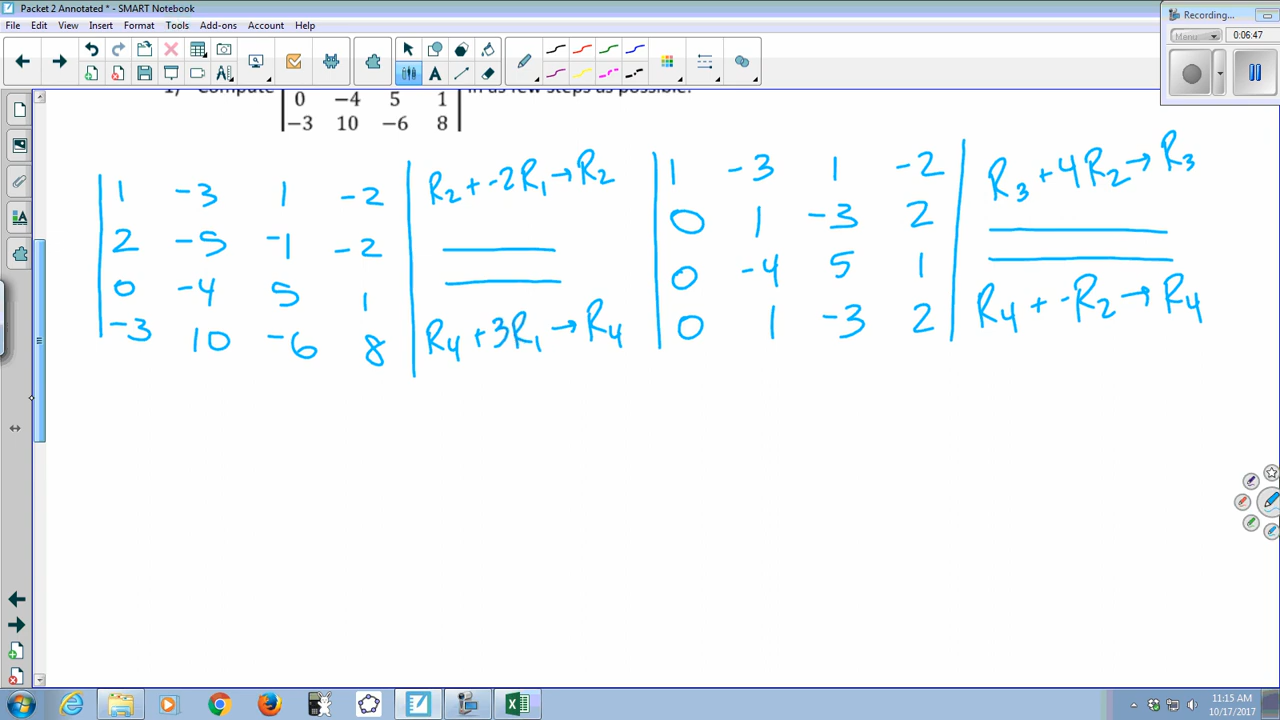 Packet 2 Annotated * - SMART Notebook
File Edit View Insert Format Tools Add-ons Account Help
Recording...
Menu
0:06:47
1) Compute in as few steps as possible.
0 −4 5 1
−3 10 −6 8
1 -3 1 -2
2 -5 -1 -2
0 -4 5 1
-3 10 -6 8
R2 + -2R1 → R2
R4 + 3R1 → R4
1 -3 1 -2
0 1 -3 2
0 -4 5 1
0 1 -3 2
R3 + 4R2 → R3
R4 + -R2 → R4
11:15 AM
10/17/2017